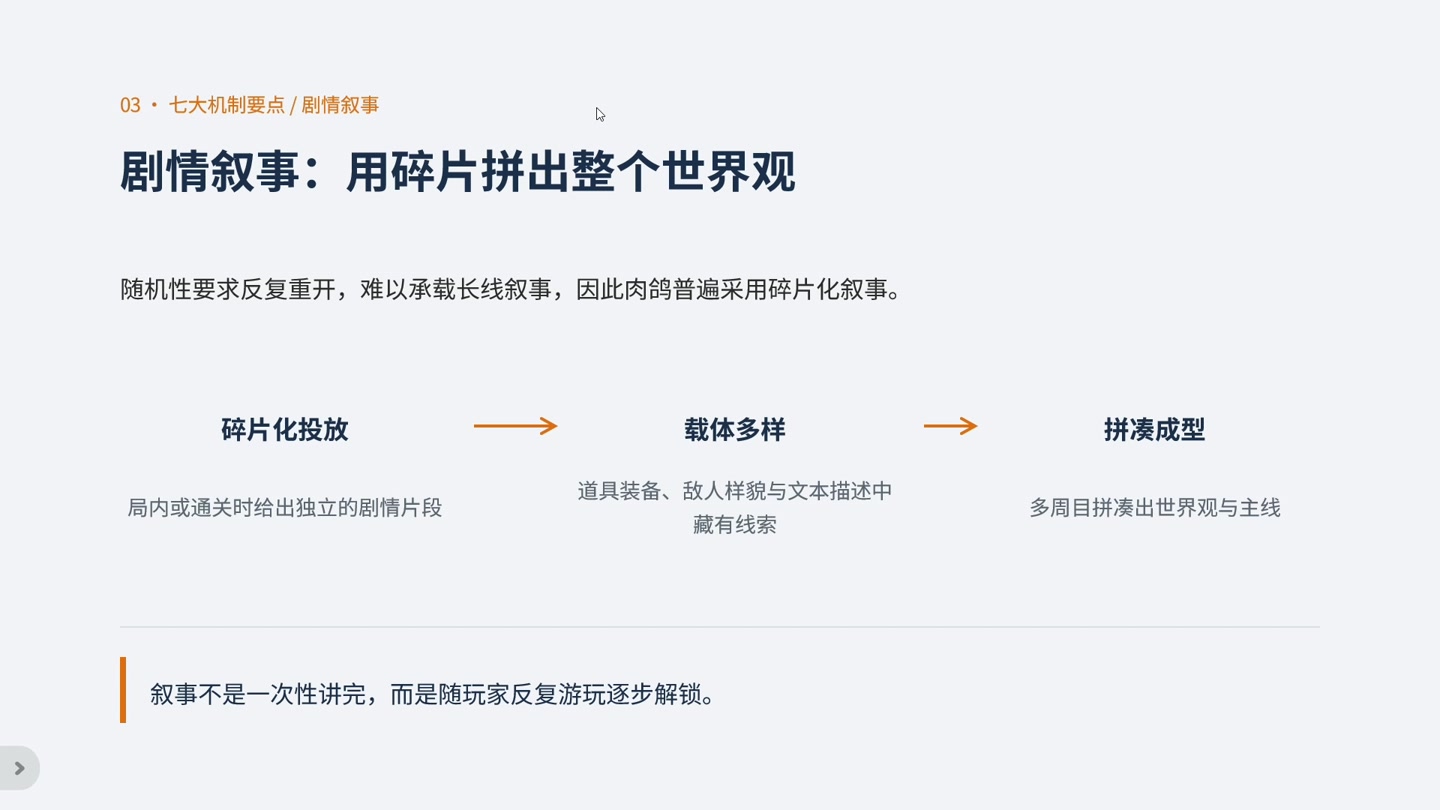 03 · 七大机制要点 / 剧情叙事
剧情叙事：用碎片拼出整个世界观
随机性要求反复重开，难以承载长线叙事，因此肉鸽普遍采用碎片化叙事。
碎片化投放
局内或通关时给出独立的剧情片段
载体多样
道具装备、敌人样貌与文本描述中
藏有线索
拼凑成型
多周目拼凑出世界观与主线
叙事不是一次性讲完，而是随玩家反复游玩逐步解锁。